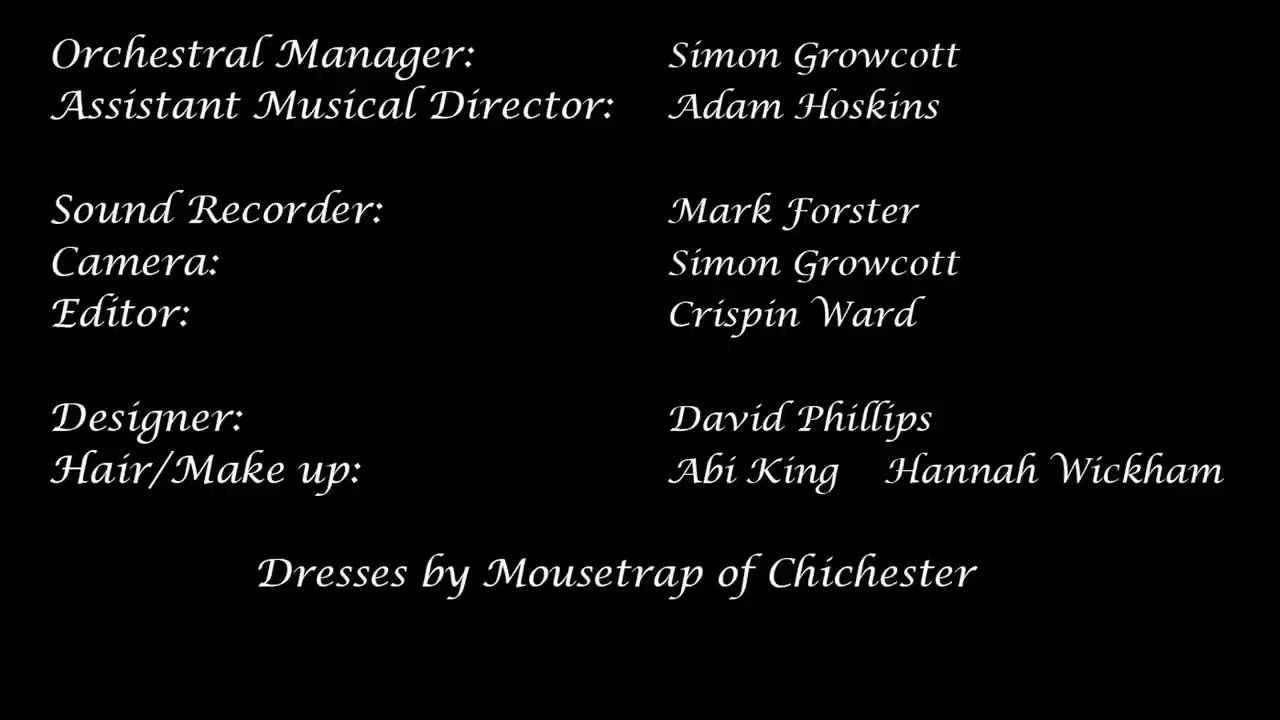 Orchestral Manager: Simon Growcott
Assistant Musical Director: Adam Hoskins
Sound Recorder: Mark Forster
Camera: Simon Growcott
Editor: Crispin Ward
Designer: David Phillips
Hair/Make up: Abi King Hannah Wickham
Dresses by Mousetrap of Chichester